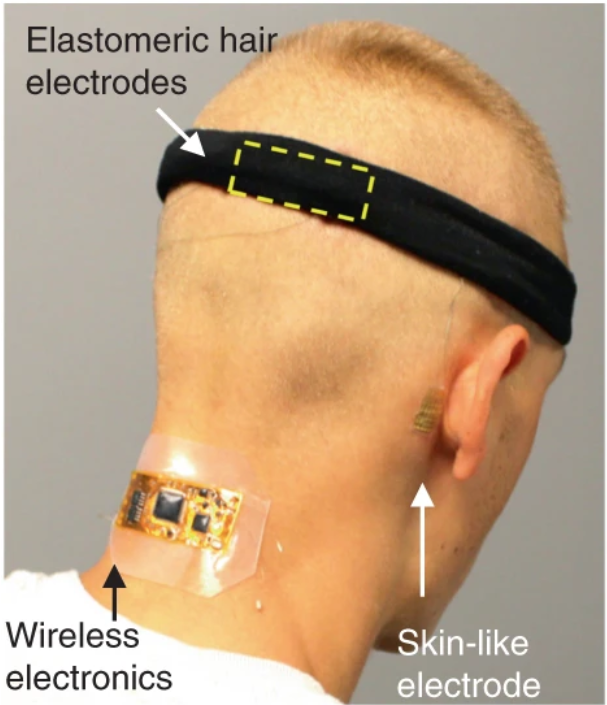 Elastomeric hair
electrodes
Wireless
electronics
Skin-like
electrode